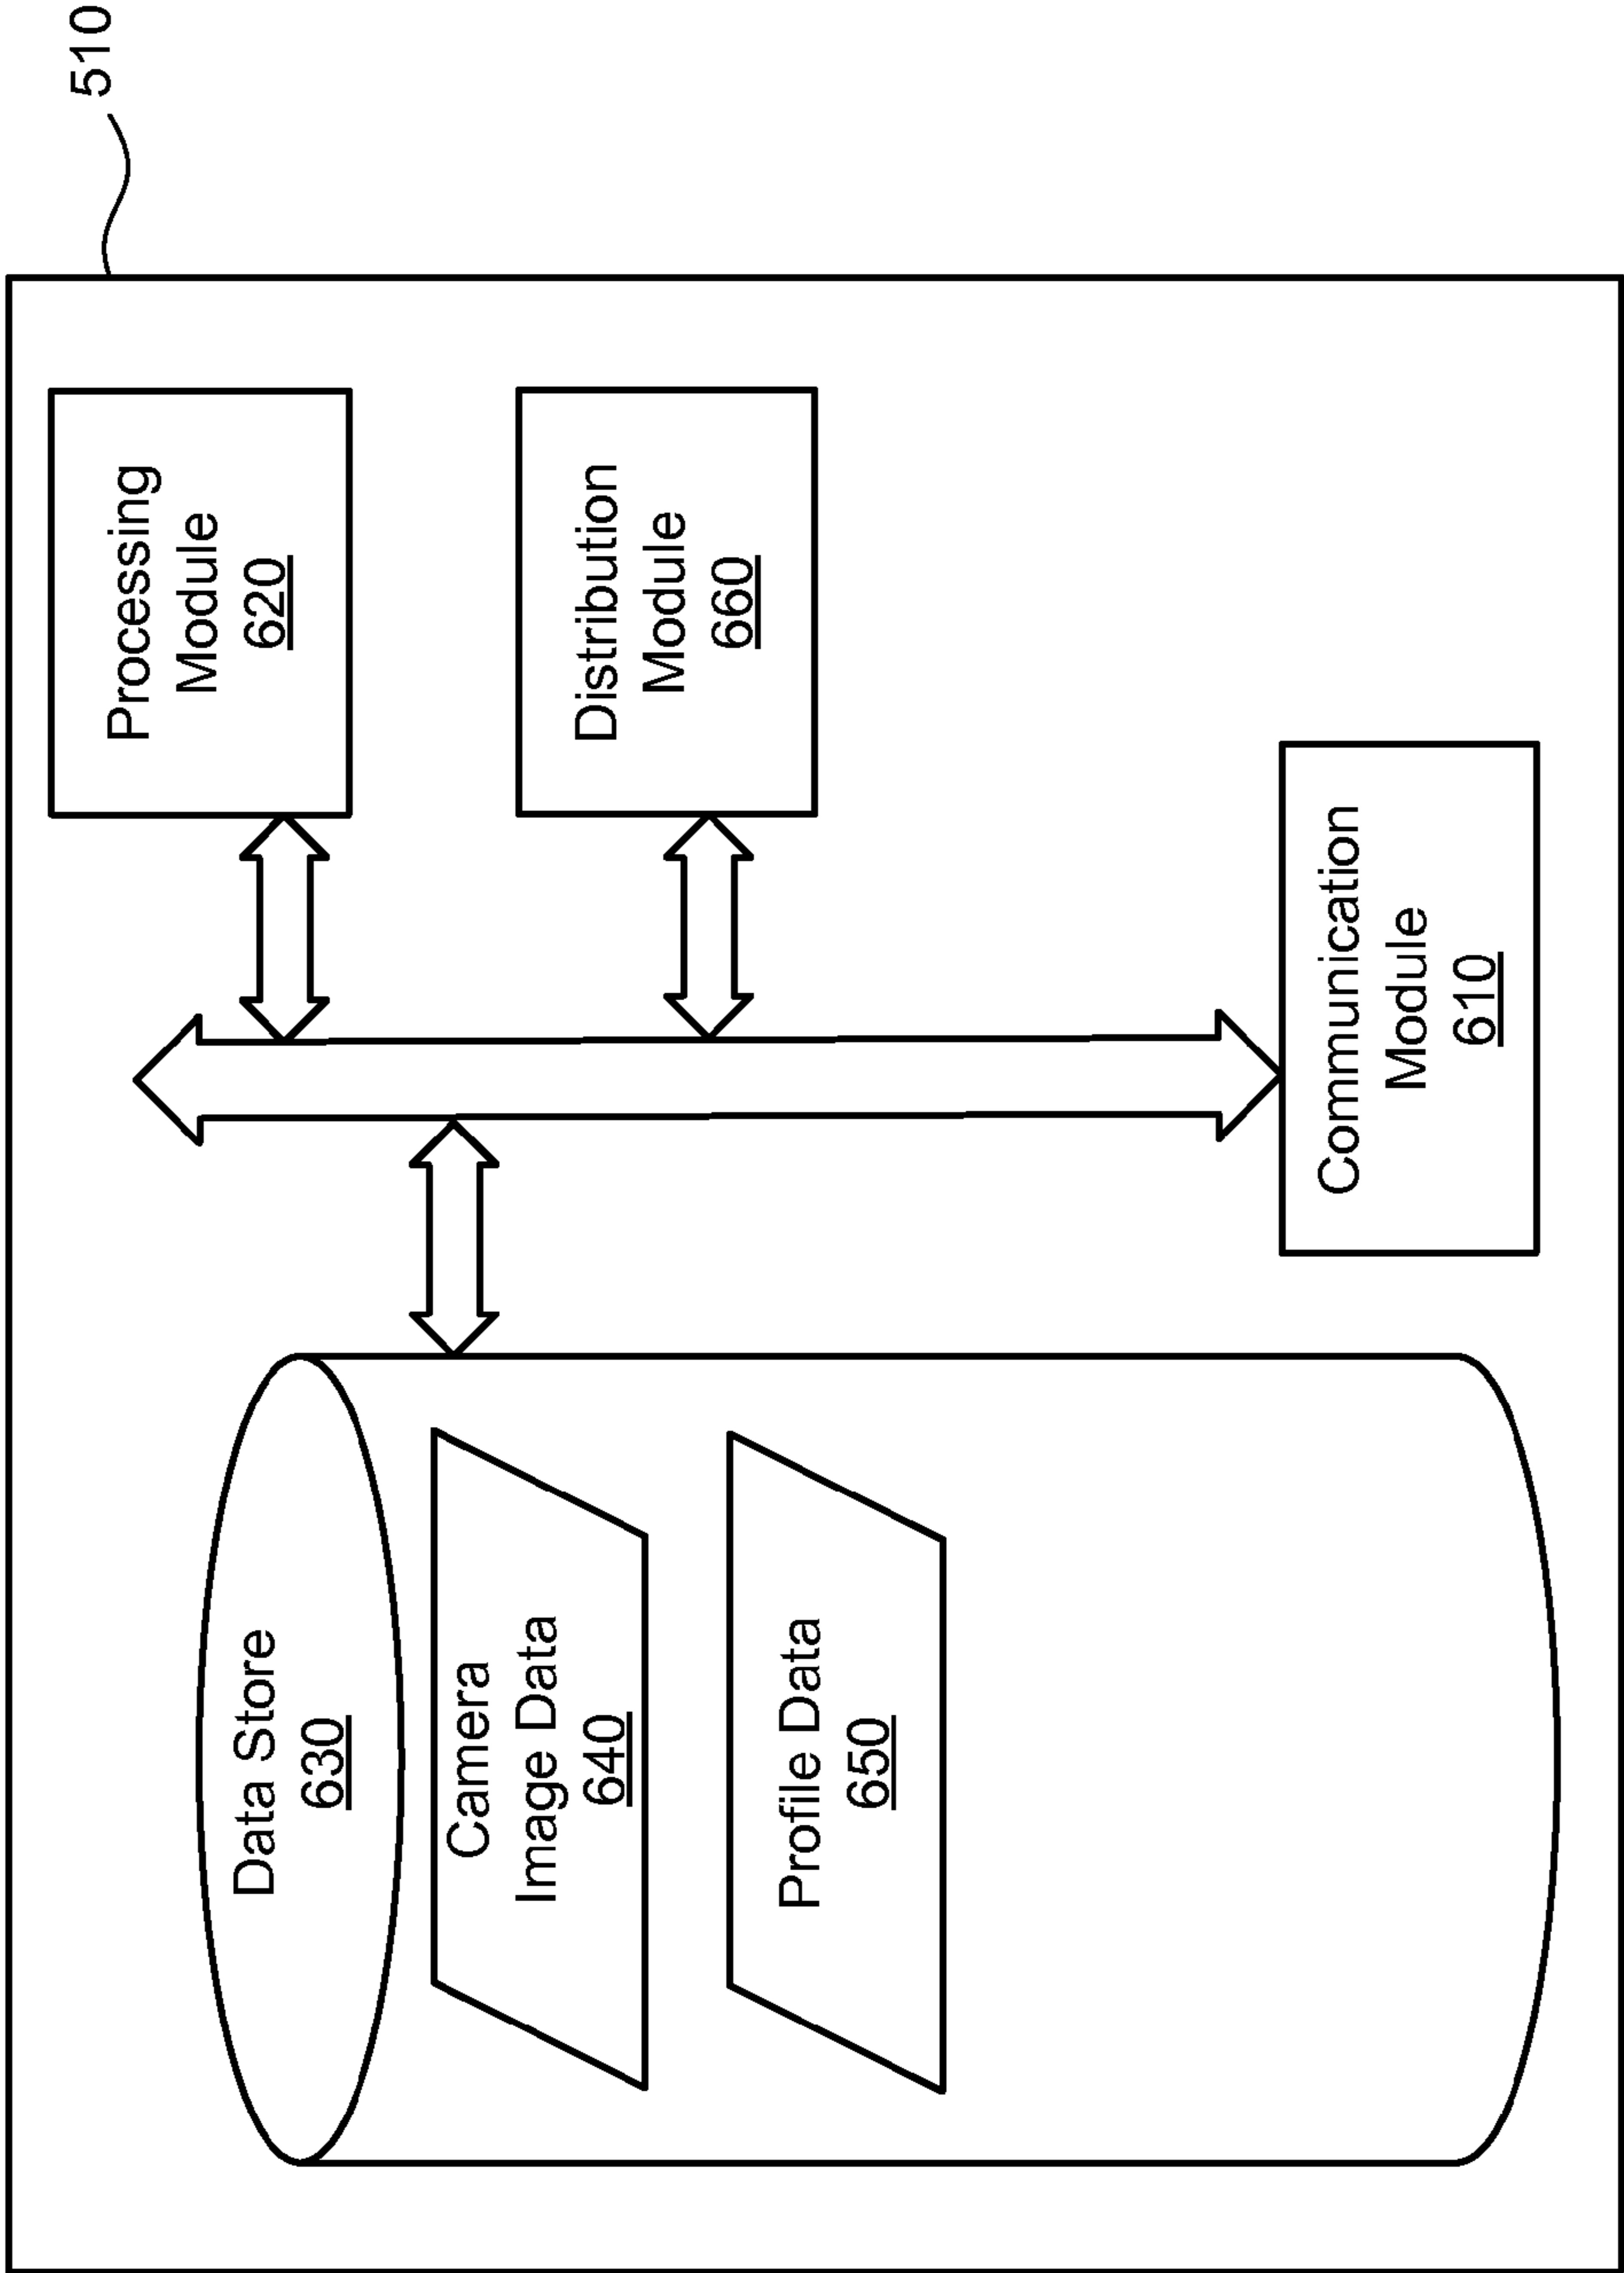 510
Data Store
630
Camera
Image Data
640
Profile Data
650
Processing
Module
620
Distribution
Module
660
Communication
Module
610